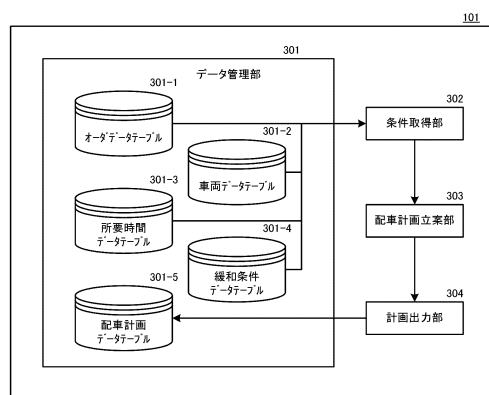 101
301
データ管理部
301-1
オーダデータテーブル
301-2
車両データテーブル
301-3
所要時間
データテーブル
301-4
緩和条件
データテーブル
301-5
配車計画
データテーブル
302
条件取得部
303
配車計画立案部
304
計画出力部